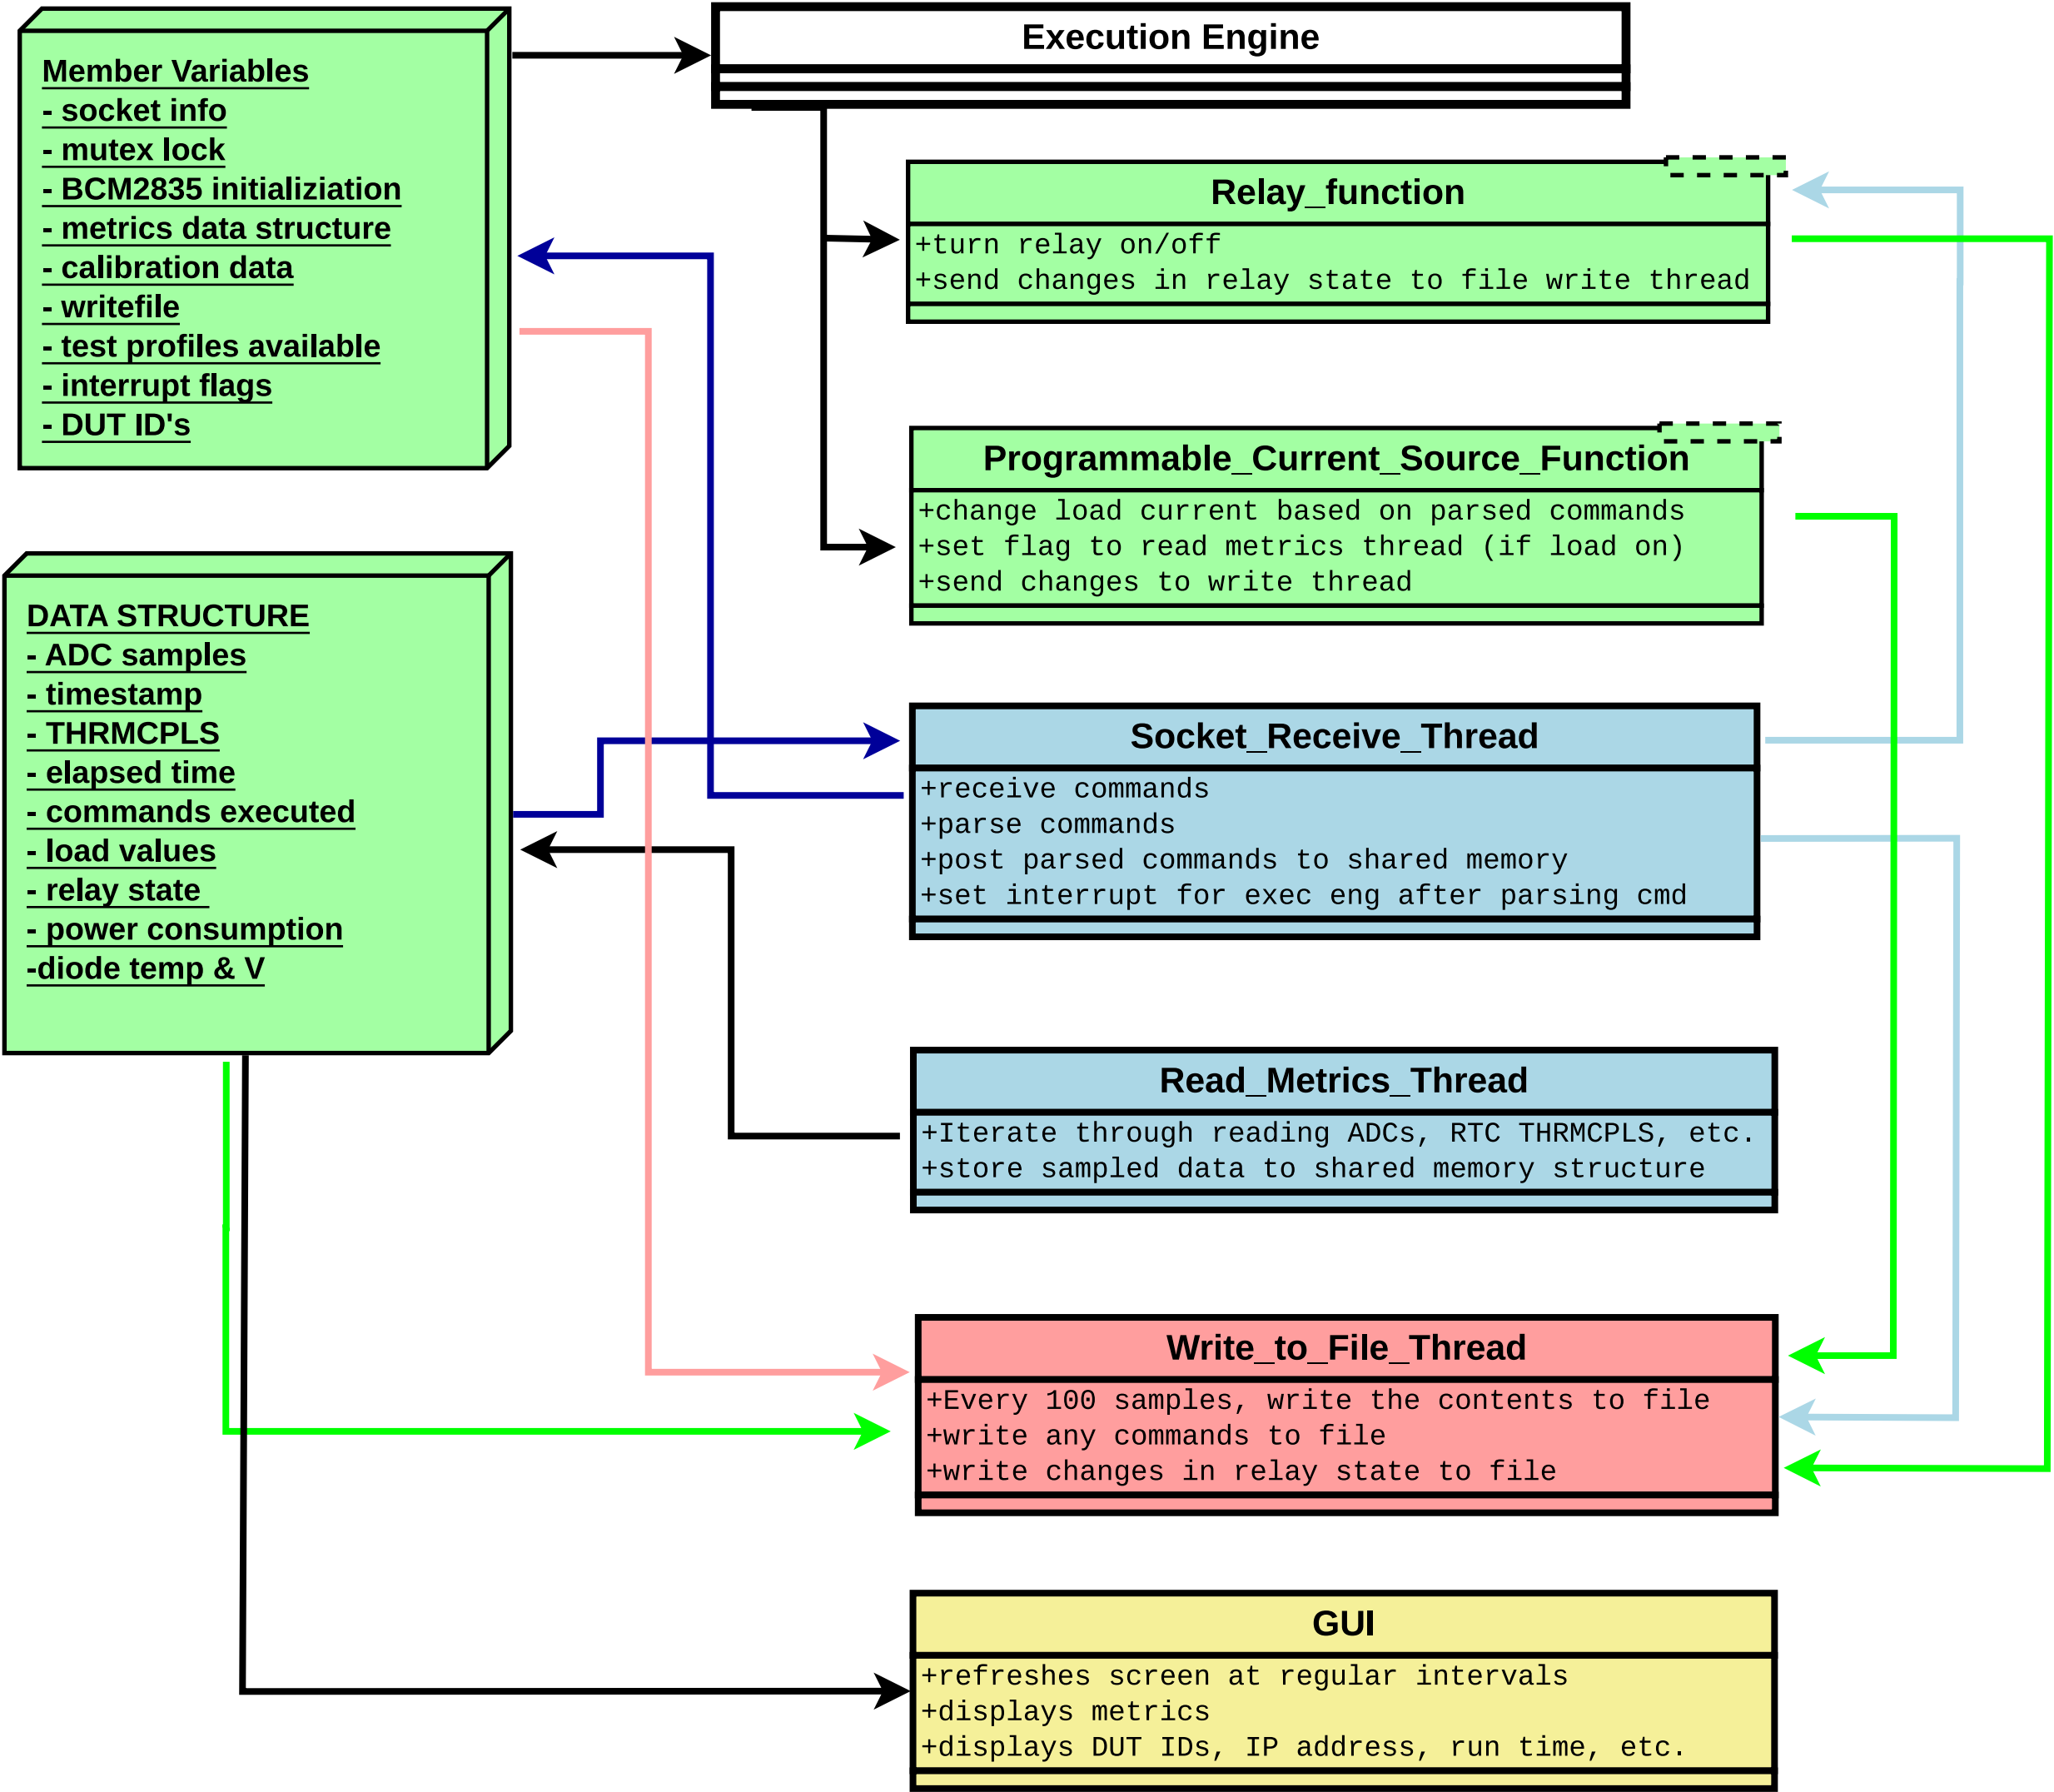 Member Variables
- socket info
- mutex lock
- BCM2835 initializiation
- metrics data structure
- calibration data
- writefile
- test profiles available
- interrupt flags
- DUT ID's
DATA STRUCTURE
- ADC samples
- timestamp
- THRMCPLS
- elapsed time
- commands executed
- load values
- relay state
- power consumption
-diode temp & V
Execution Engine
Relay_function
+turn relay on/off
+send changes in relay state to file write thread
Programmable_Current_Source_Function
+change load current based on parsed commands
+set flag to read metrics thread (if load on)
+send changes to write thread
Socket_Receive_Thread
+receive commands
+parse commands
+post parsed commands to shared memory
+set interrupt for exec eng after parsing cmd
Read_Metrics_Thread
+Iterate through reading ADCs, RTC THRMCPLS, etc.
+store sampled data to shared memory structure
Write_to_File_Thread
+Every 100 samples, write the contents to file
+write any commands to file
+write changes in relay state to file
GUI
+refreshes screen at regular intervals
+displays metrics
+displays DUT IDs, IP address, run time, etc.